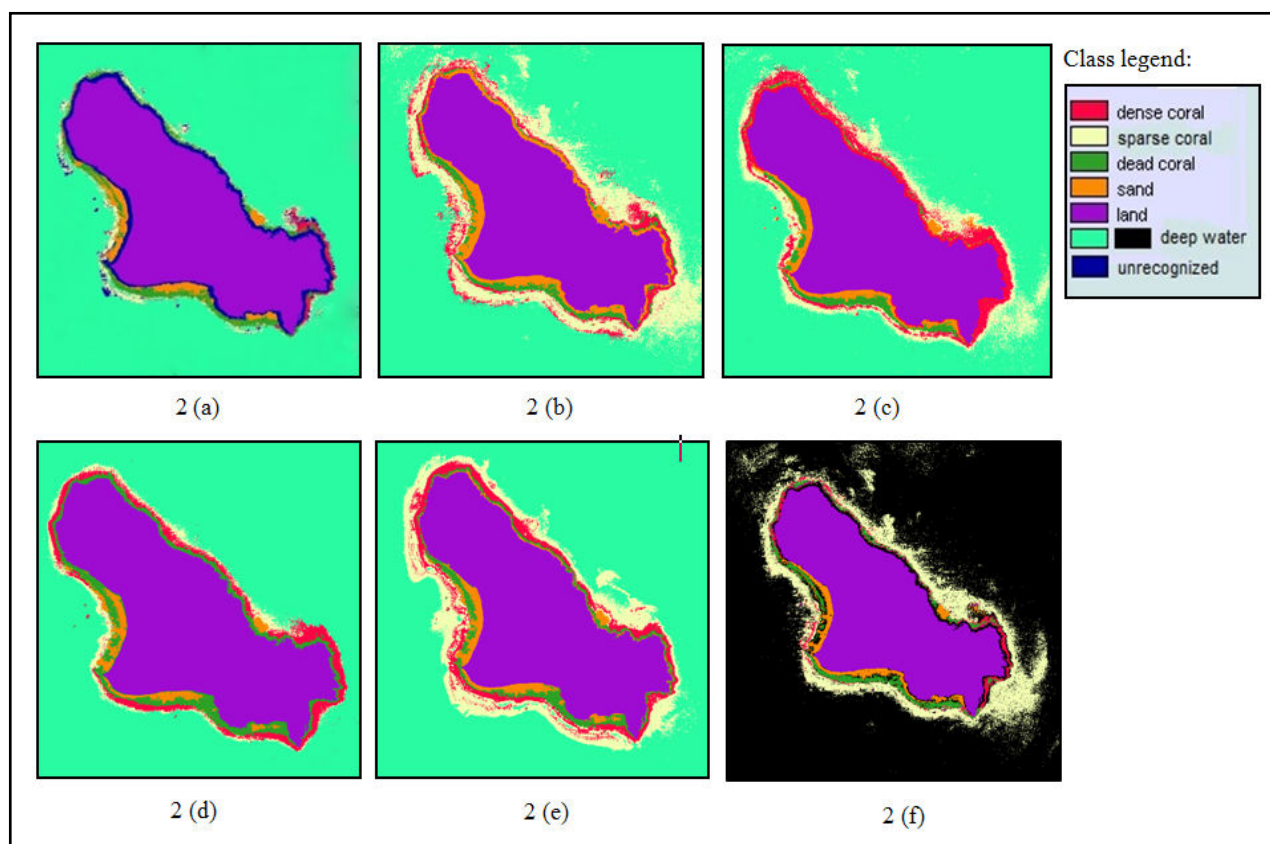 Class legend:
dense coral
sparse coral
dead coral
sand
land
deep water
unrecognized
2 (a)
2 (b)
2 (c)
2 (d)
2 (e)
2 (f)